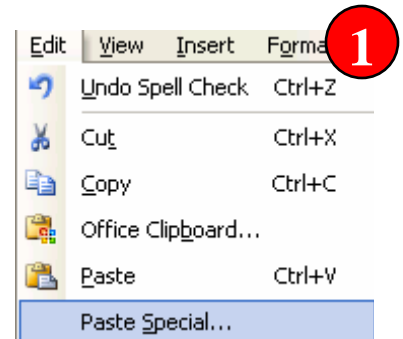 Edit View Insert Forma
1
Undo Spell Check Ctrl+Z
Cut Ctrl+X
Copy Ctrl+C
Office Clipboard...
Paste Ctrl+V
Paste Special...